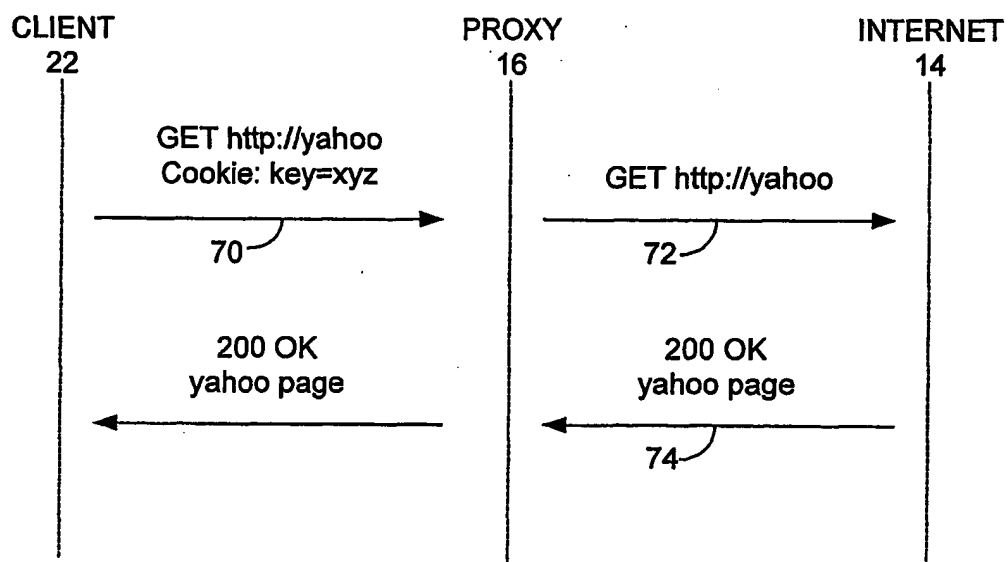 CLIENT
22
PROXY
16
INTERNET
14
GET http://yahoo
Cookie: key=xyz
70
GET http://yahoo
72
200 OK
yahoo page
200 OK
yahoo page
74